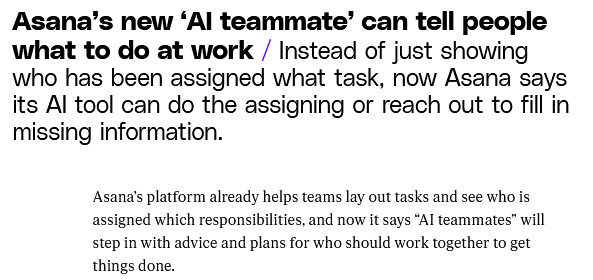 Asana’s new ‘AI teammate’ can tell people
what to do at work / Instead of just showing
who has been assigned what task, now Asana says
its AI tool can do the assigning or reach out to fill in
missing information.
Asana’s platform already helps teams lay out tasks and see who is
assigned which responsibilities, and now it says “AI teammates” will
step in with advice and plans for who should work together to get
things done.